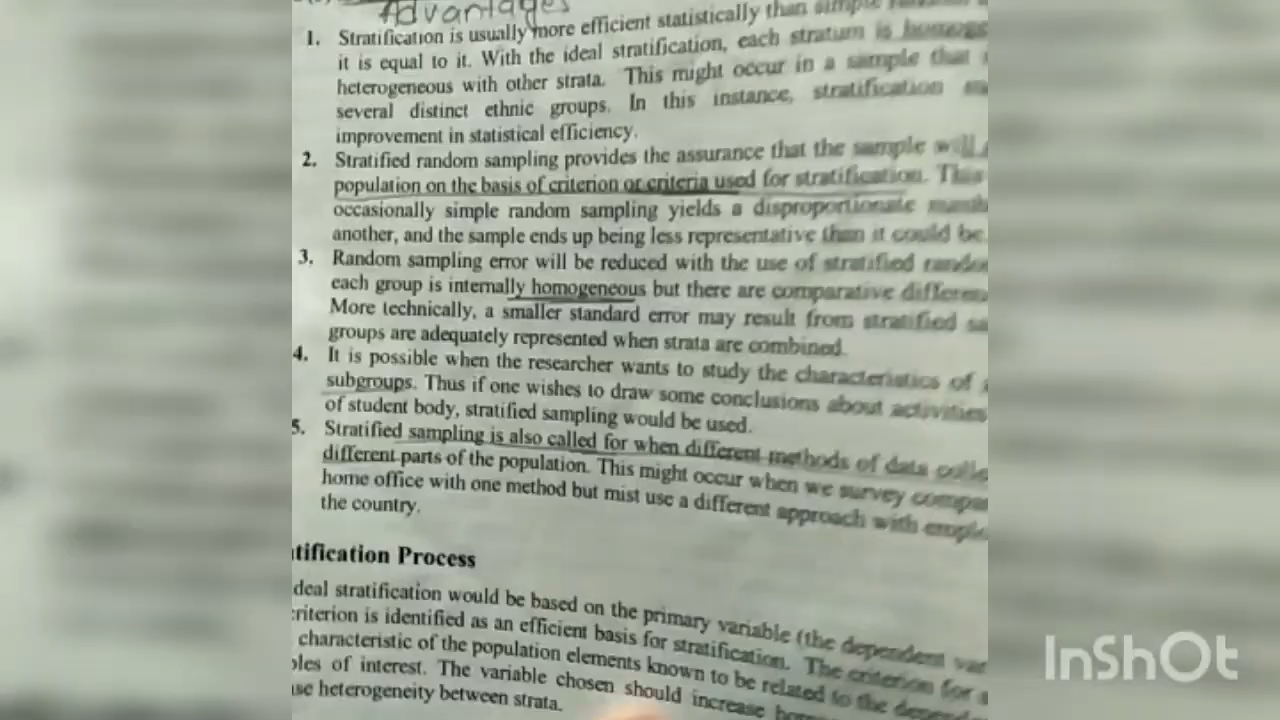 Advantages
1. Stratification is usually more efficient statistically than simple
it is equal to it. With the ideal stratification, each stratum is
heterogeneous with other strata. This might occur in a sample that
several distinct ethnic groups. In this instance, stratification
improvement in statistical efficiency.
2. Stratified random sampling provides the assurance that the sample will
population on the basis of criterion or criteria used for stratification. This
occasionally simple random sampling yields a disproportionate
another, and the sample ends up being less representative than it could be.
3. Random sampling error will be reduced with the use of stratified
each group is internally homogeneous but there are comparative
More technically, a smaller standard error may result from stratified
groups are adequately represented when strata are combined.
4. It is possible when the researcher wants to study the characteristics of
subgroups. Thus if one wishes to draw some conclusions about activities
of student body, stratified sampling would be used.
5. Stratified sampling is also called for when different methods of data
different parts of the population. This might occur when we survey
home office with one method but mist use a different approach with
the country.
tification Process
deal stratification would be based on the primary variable (the dependent
criterion is identified as an efficient basis for stratification. The criterion for
characteristic of the population elements known to be related to the
bles of interest. The variable chosen should increase
se heterogeneity between strata.
InShOt